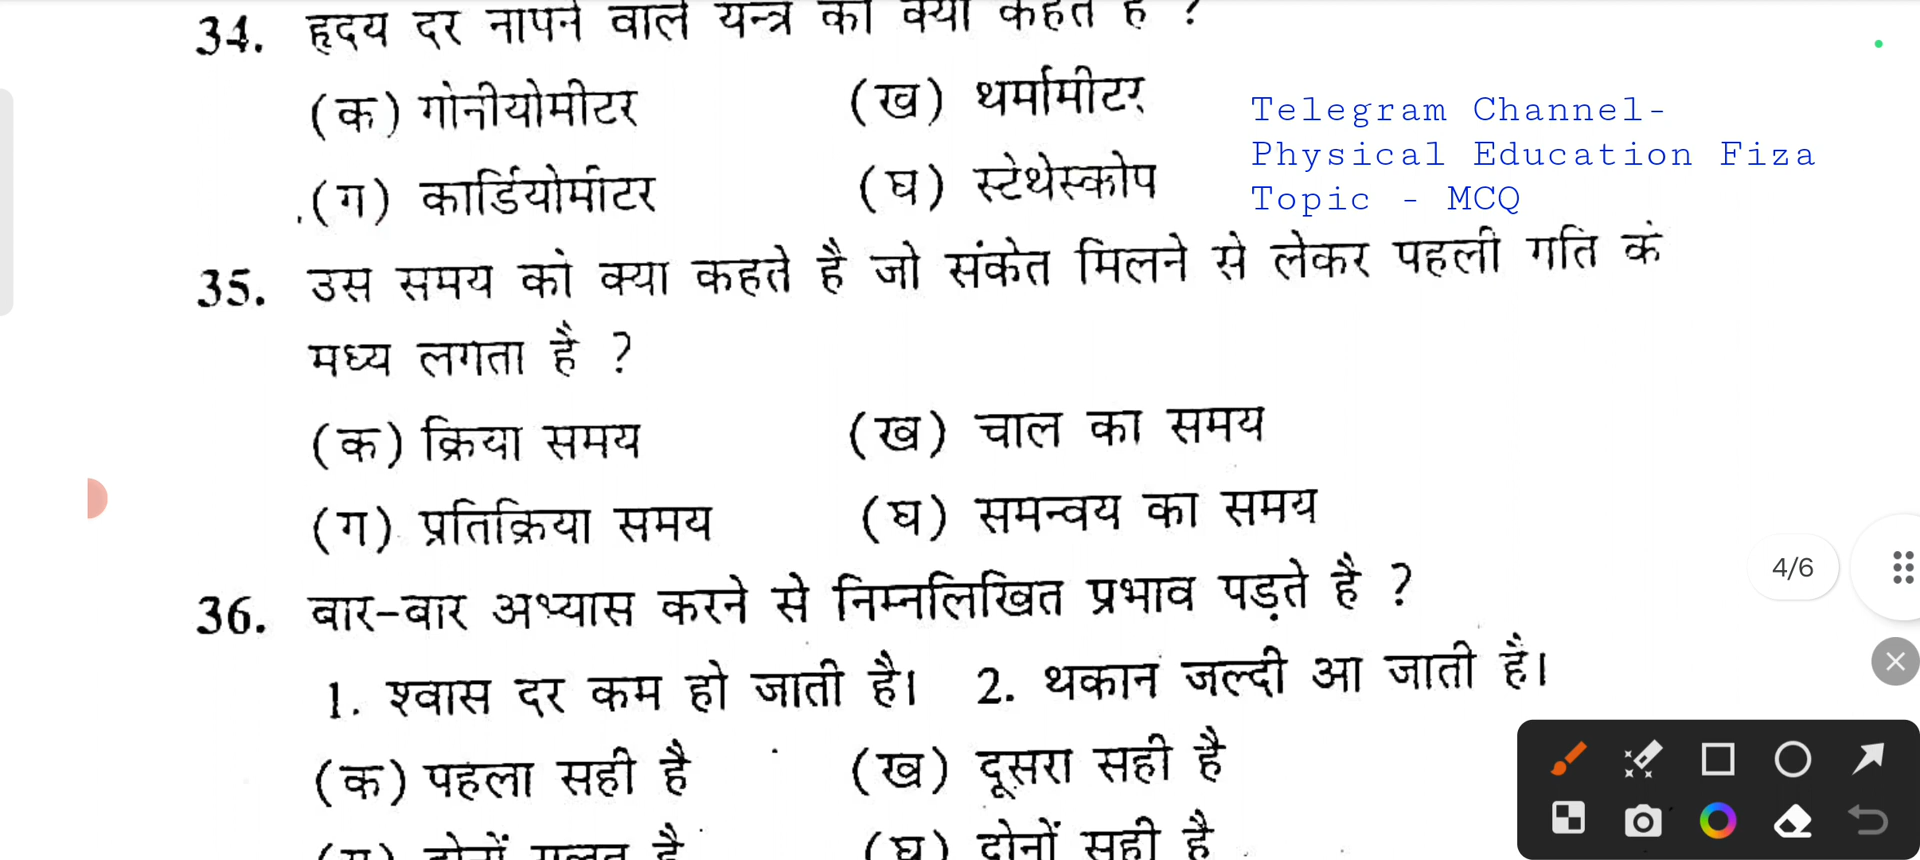 34. हृदय दर नापने वाले यन्त्र को क्या कहते है ?
(क) गोनीयोमीटर (ख) थर्मामीटर
(ग) कार्डियोमीटर (घ) स्टेथेस्कोप
Telegram Channel-
Physical Education Fiza
Topic - MCQ
35. उस समय को क्या कहते है जो संकेत मिलने से लेकर पहली गति के
मध्य लगता है ?
(क) क्रिया समय (ख) चाल का समय
(ग) प्रतिक्रिया समय (घ) समन्वय का समय
36. बार-बार अभ्यास करने से निम्नलिखित प्रभाव पड़ते है ?
1. श्वास दर कम हो जाती है। 2. थकान जल्दी आ जाती है।
(क) पहला सही है (ख) दूसरा सही है
(ग) दोनों गलत है (घ) दोनों सही है
4/6